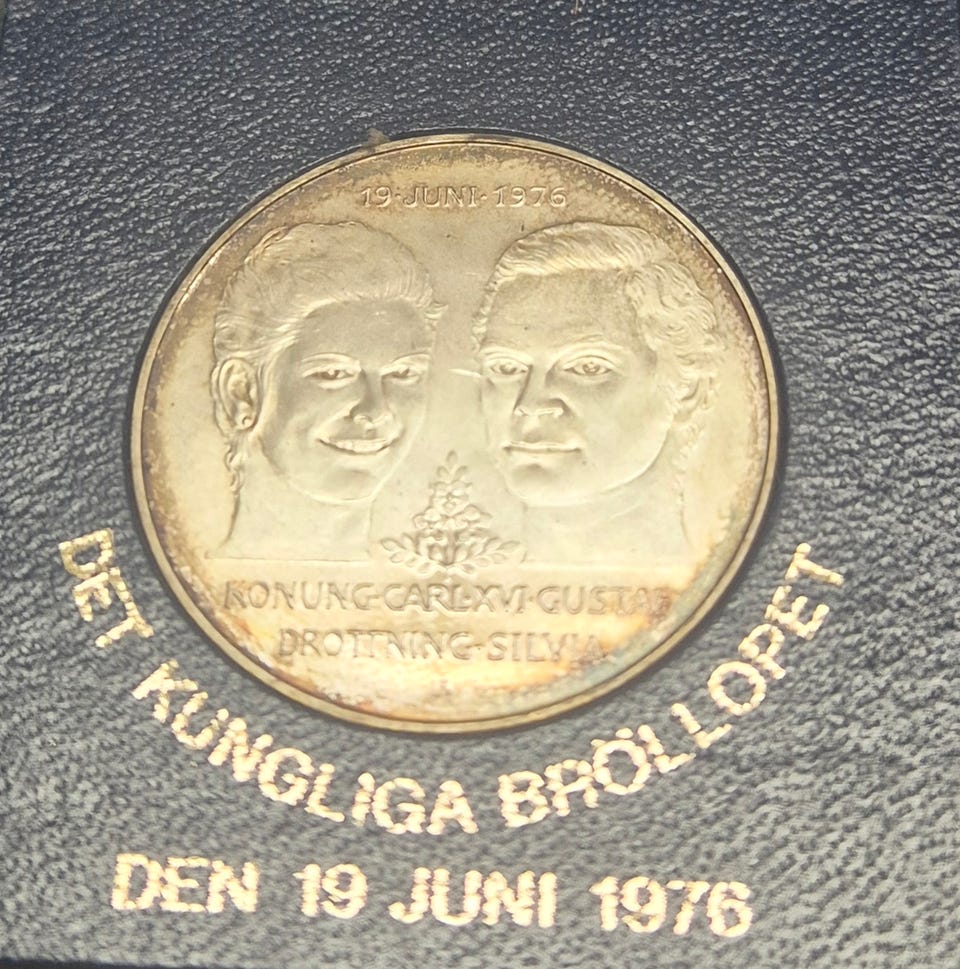 19·JUNI·1976
KONUNG·CARL·XVI·GUSTAF
DROTTNING·SILVIA
DET KUNGLIGA BRÖLLOPET
DEN 19 JUNI 1976